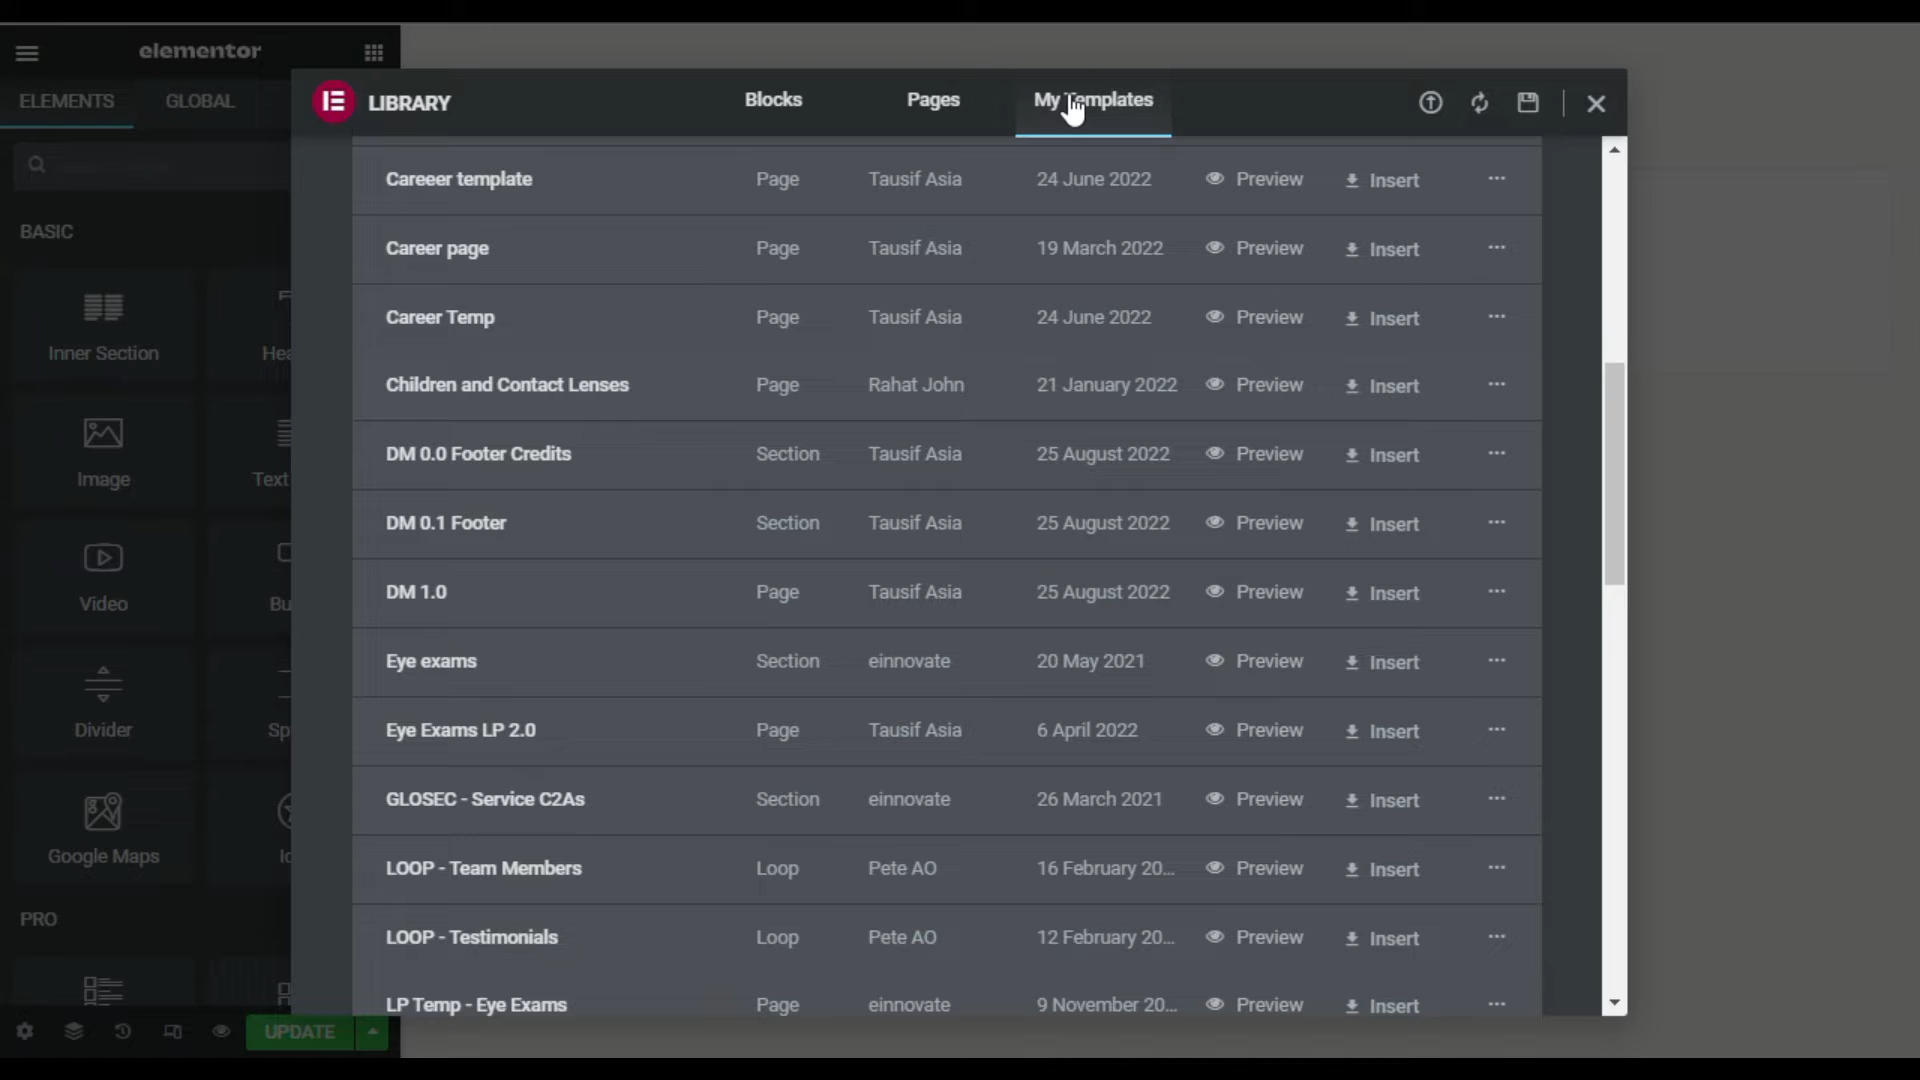 elementor
ELEMENTS GLOBAL
LIBRARY Blocks Pages My Templates
BASIC
Inner Section
Image Text
Video Bu
Divider Sp
Google Maps Ic
PRO
UPDATE
Careeer template Page Tausif Asia 24 June 2022 Preview Insert ...
Career page Page Tausif Asia 19 March 2022 Preview Insert ...
Career Temp Page Tausif Asia 24 June 2022 Preview Insert ...
Children and Contact Lenses Page Rahat John 21 January 2022 Preview Insert ...
DM 0.0 Footer Credits Section Tausif Asia 25 August 2022 Preview Insert ...
DM 0.1 Footer Section Tausif Asia 25 August 2022 Preview Insert ...
DM 1.0 Page Tausif Asia 25 August 2022 Preview Insert ...
Eye exams Section einnovate 20 May 2021 Preview Insert ...
Eye Exams LP 2.0 Page Tausif Asia 6 April 2022 Preview Insert ...
GLOSEC - Service C2As Section einnovate 26 March 2021 Preview Insert ...
LOOP - Team Members Loop Pete AO 16 February 20... Preview Insert ...
LOOP - Testimonials Loop Pete AO 12 February 20... Preview Insert ...
LP Temp - Eye Exams Page einnovate 9 November 20... Preview Insert ...